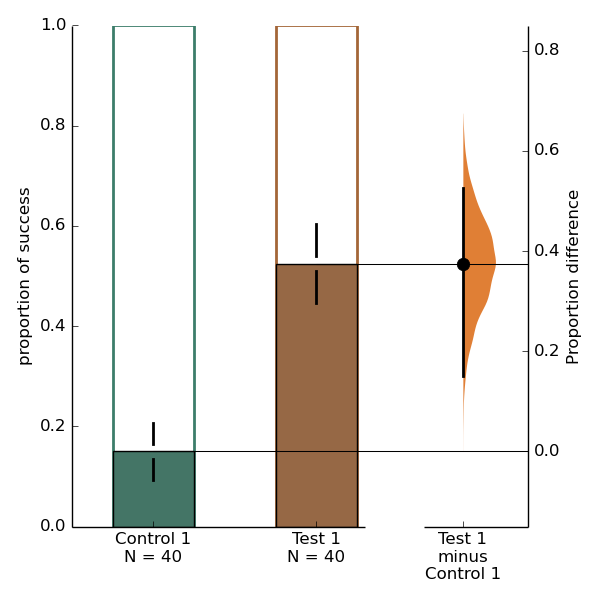 1.0
0.8
0.6
0.4
0.2
0.0
proportion of success
Control 1
N = 40
Test 1
N = 40
Test 1
minus
Control 1
0.8
0.6
0.4
0.2
0.0
Proportion difference